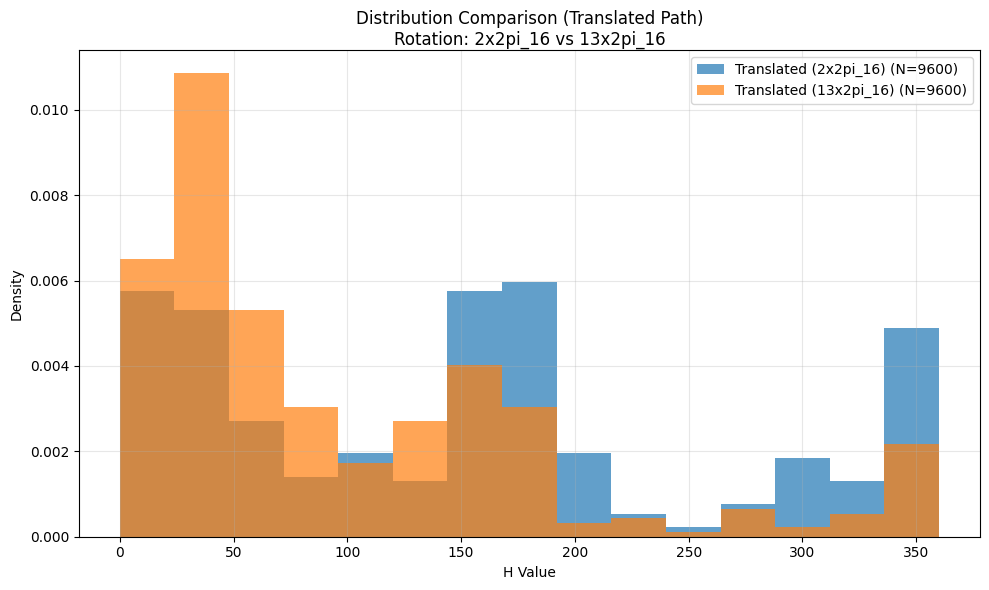 Distribution Comparison (Translated Path)
Rotation: 2x2pi_16 vs 13x2pi_16
Translated (2x2pi_16) (N=9600)
Translated (13x2pi_16) (N=9600)
Density
0.010
0.008
0.006
0.004
0.002
0.000
0 50 100 150 200 250 300 350
H Value